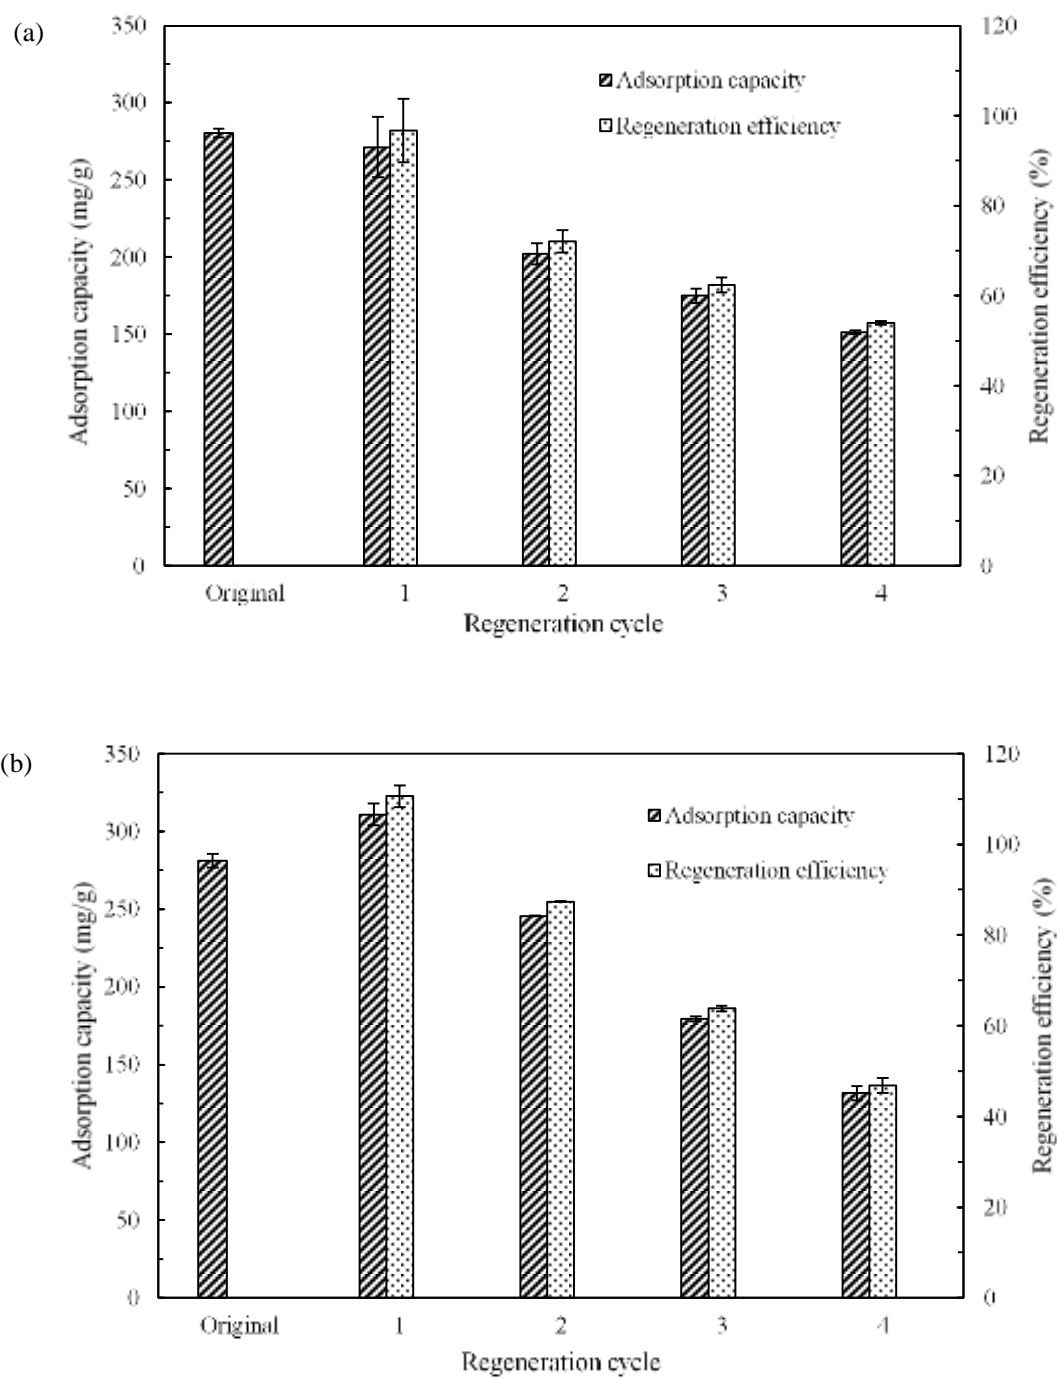 (a)
350
300
250
200
150
100
50
0
Adsorption capacity (mg/g)
120
100
80
60
40
20
0
Regeneration efficiency (%)
Adsorption capacity
Regeneration efficiency
Original 1 2 3 4
Regeneration cycle
(b)
350
300
250
200
150
100
50
0
Adsorption capacity (mg/g)
120
100
80
60
40
20
0
Regeneration efficiency (%)
Adsorption capacity
Regeneration efficiency
Original 1 2 3 4
Regeneration cycle